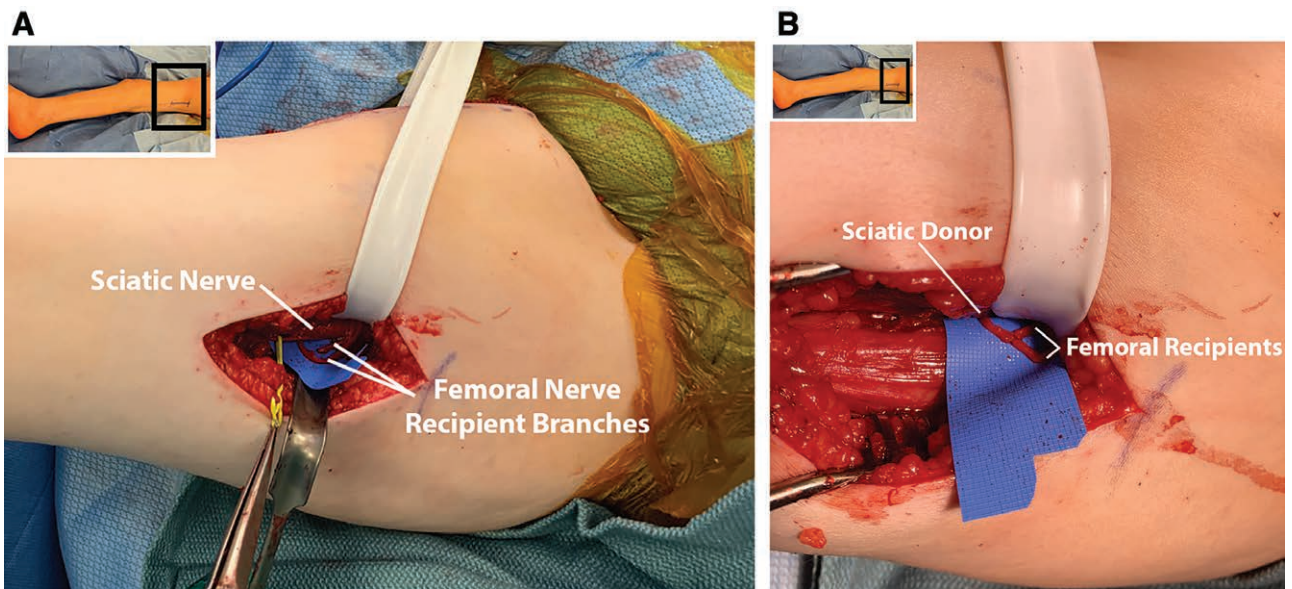 A
Sciatic Nerve
Femoral Nerve
Recipient Branches
B
Sciatic Donor
Femoral Recipients